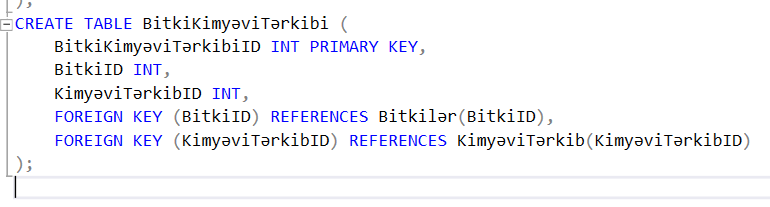 );
CREATE TABLE BitkiKimyəviTərkibi (
    BitkiKimyəviTərkibiID INT PRIMARY KEY,
    BitkiID INT,
    KimyəviTərkibID INT,
    FOREIGN KEY (BitkiID) REFERENCES Bitkilər(BitkiID),
    FOREIGN KEY (KimyəviTərkibID) REFERENCES KimyəviTərkib(KimyəviTərkibID)
);